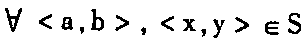 ∀ <a,b>, <x,y> ∈ S